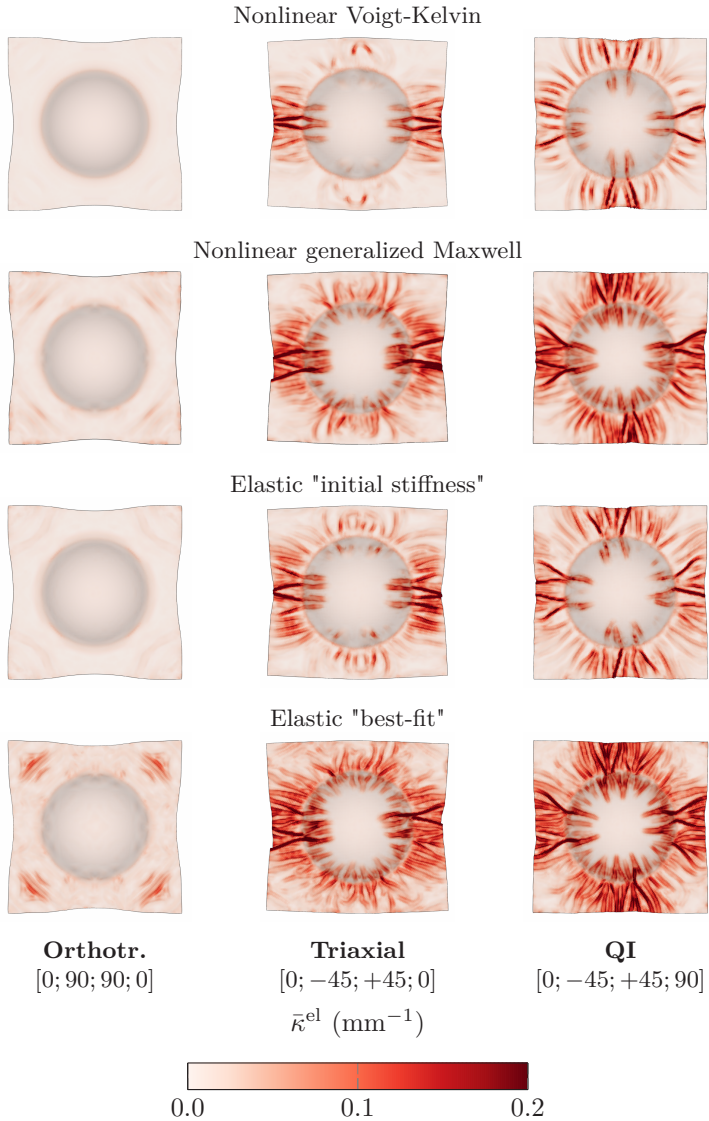 Nonlinear Voigt-Kelvin
Nonlinear generalized Maxwell
Elastic "initial stiffness"
Elastic "best-fit"
Orthotr. Triaxial QI
[0; 90; 90; 0] [0; −45; +45; 0] [0; −45; +45; 90]
κ̄ᵉˡ (mm⁻¹)
0.0 0.1 0.2